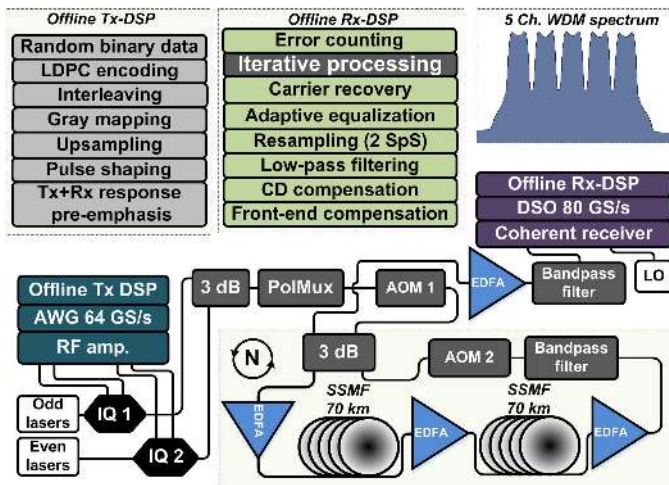 Offline Tx-DSP
Random binary data
LDPC encoding
Interleaving
Gray mapping
Upsampling
Pulse shaping
Tx+Rx response
pre-emphasis
Offline Rx-DSP
Error counting
Iterative processing
Carrier recovery
Adaptive equalization
Resampling (2 SpS)
Low-pass filtering
CD compensation
Front-end compensation
5 Ch. WDM spectrum
Offline Rx-DSP
DSO 80 GS/s
Coherent receiver
LO
Bandpass
filter
EDFA
Offline Tx DSP
AWG 64 GS/s
RF amp.
3 dB
PolMux
AOM 1
Odd
lasers
IQ 1
Even
lasers
IQ 2
N
3 dB
AOM 2
Bandpass
filter
EDFA
SSMF
70 km
EDFA
SSMF
70 km
EDFA